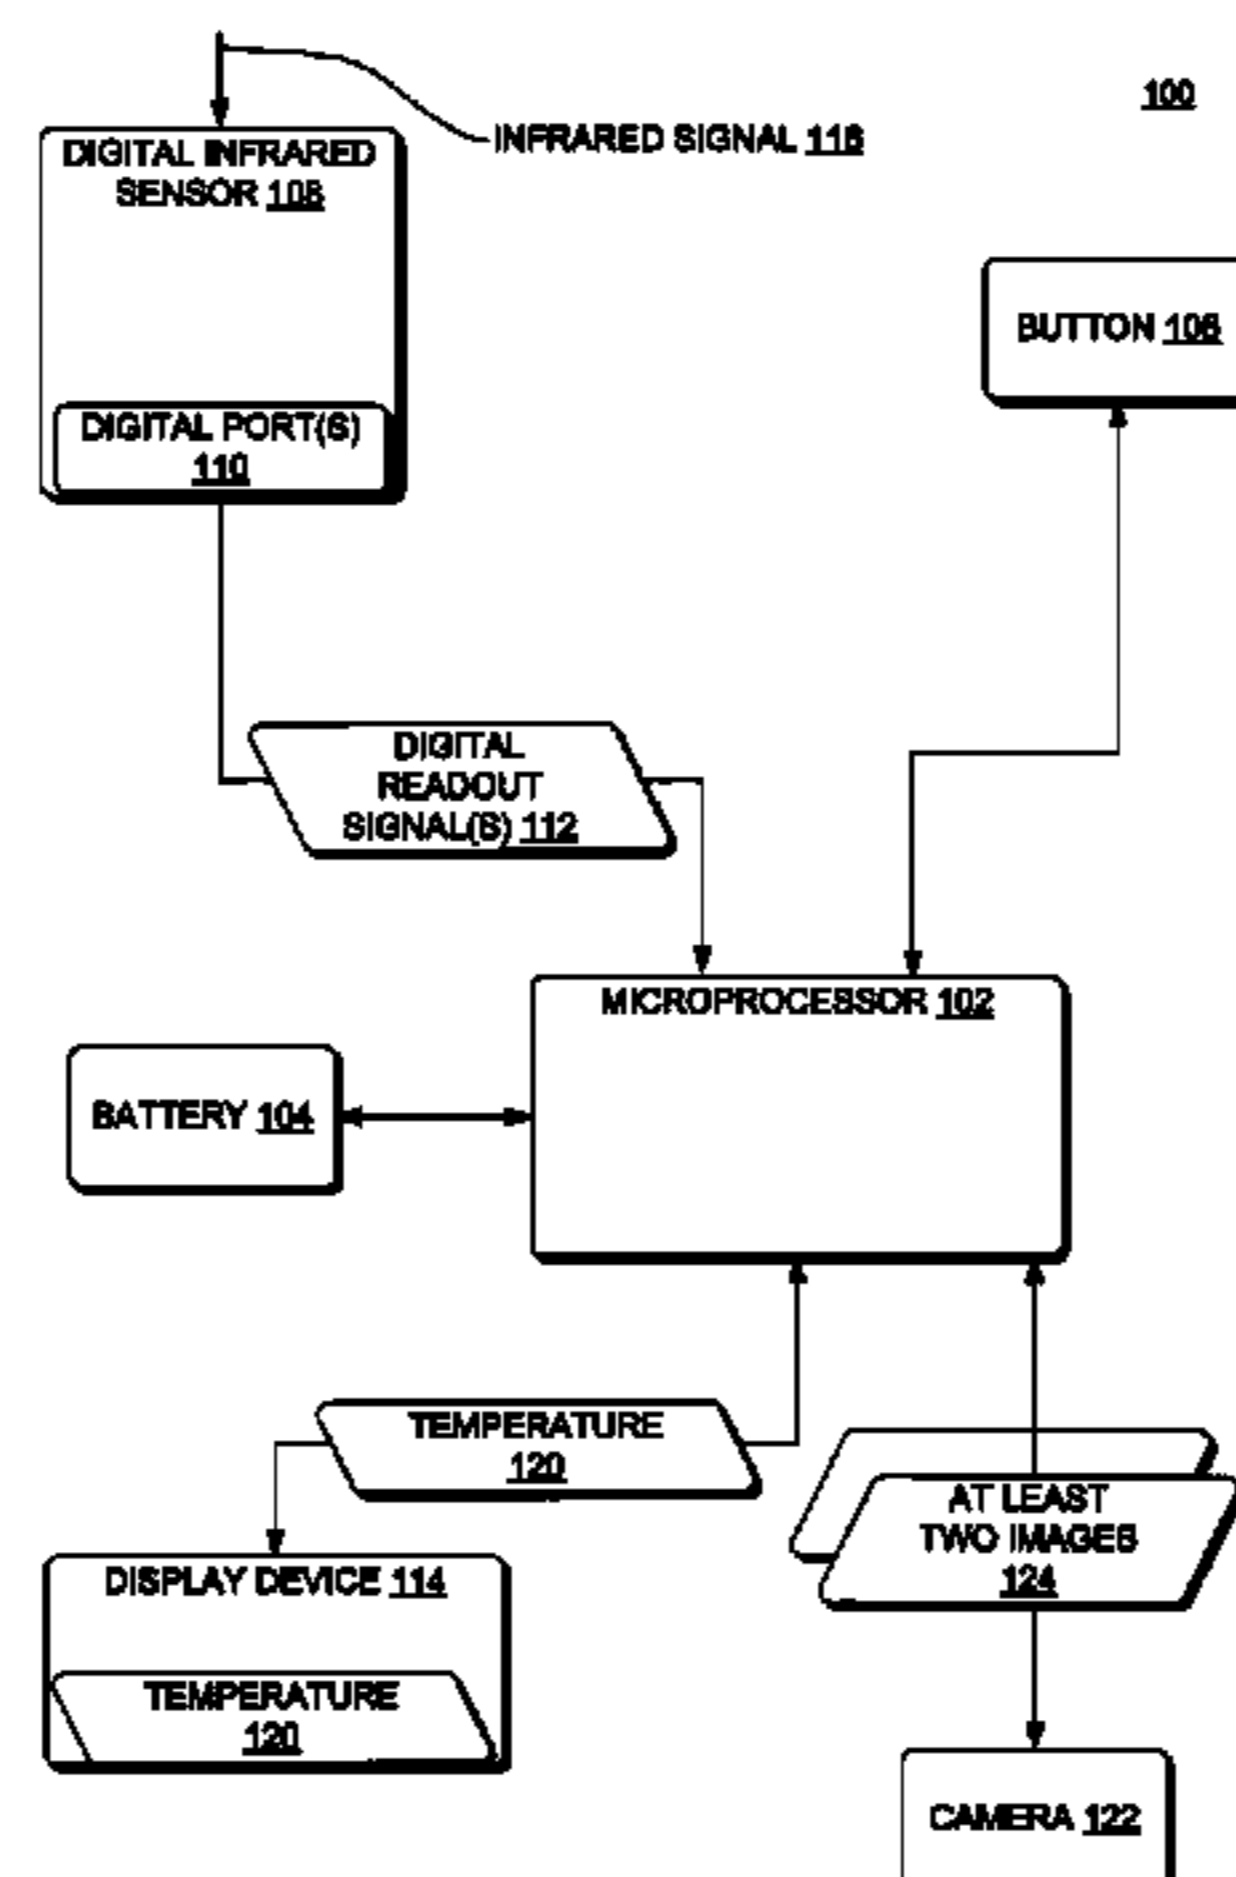 100
INFRARED SIGNAL 116
DIGITAL INFRARED
SENSOR 108
BUTTON 106
DIGITAL PORT(S)
110
DIGITAL
READOUT
SIGNAL(S) 112
MICROPROCESSOR 102
BATTERY 104
TEMPERATURE
120
AT LEAST
TWO IMAGES
124
DISPLAY DEVICE 114
TEMPERATURE
120
CAMERA 122